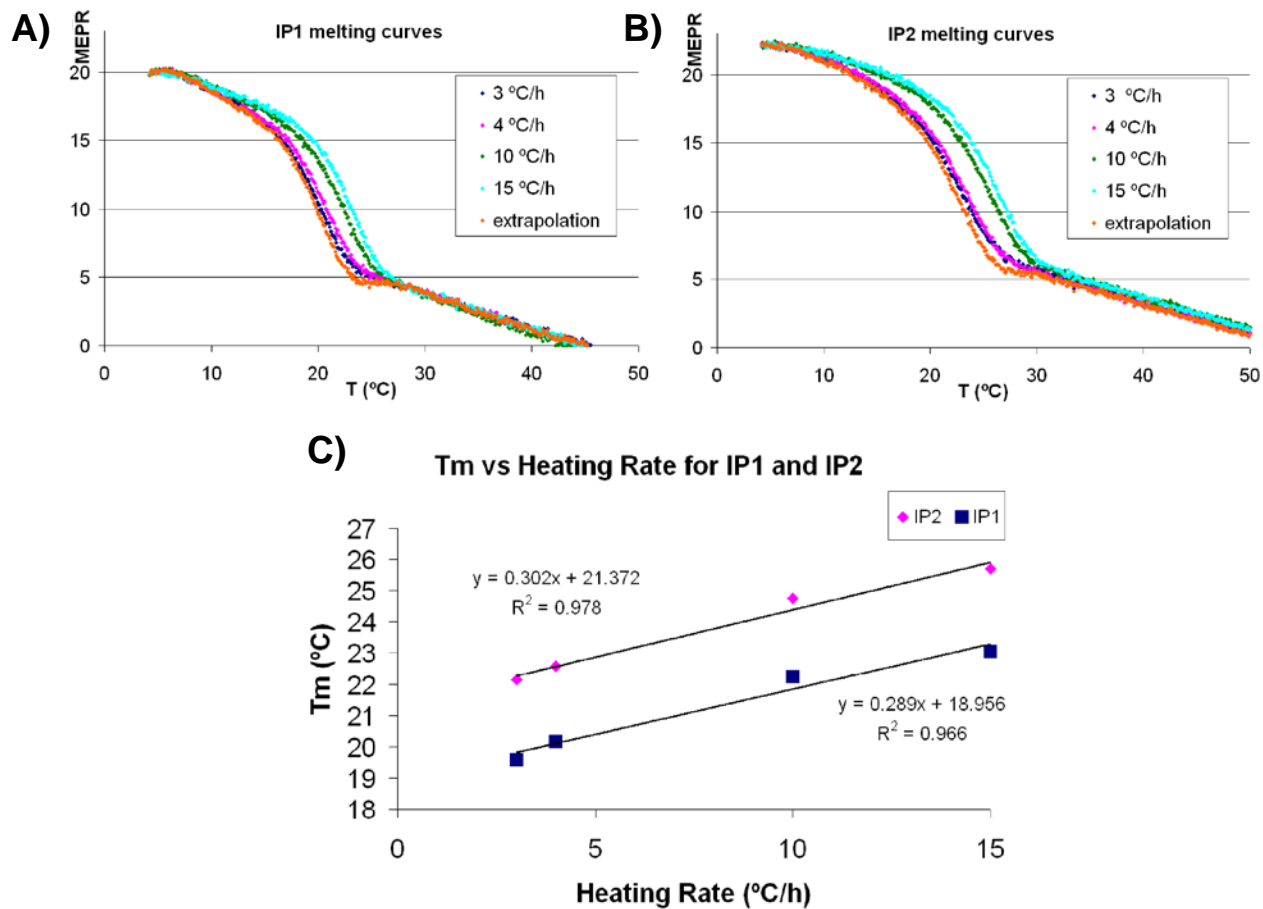 A)
IP1 melting curves
MEPR
20
15
10
5
0
0 10 20 30 40 50
T (ºC)
3 ºC/h
4 ºC/h
10 ºC/h
15 ºC/h
extrapolation
B)
IP2 melting curves
MEPR
20
15
10
5
0
0 10 20 30 40 50
T (ºC)
3 ºC/h
4 ºC/h
10 ºC/h
15 ºC/h
extrapolation
C)
Tm vs Heating Rate for IP1 and IP2
IP2 IP1
Tm (ºC)
27
26
25
24
23
22
21
20
19
18
y = 0.302x + 21.372
R² = 0.978
y = 0.289x + 18.956
R² = 0.966
0 5 10 15
Heating Rate (ºC/h)